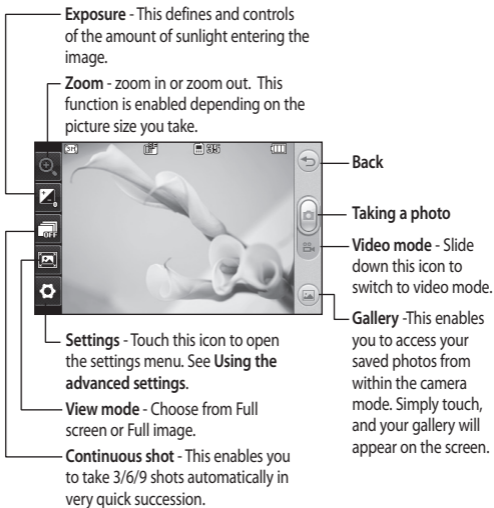 Exposure - This defines and controls
of the amount of sunlight entering the
image.
Zoom - zoom in or zoom out. This
function is enabled depending on the
picture size you take.
Back
Taking a photo
Video mode - Slide
down this icon to
switch to video mode.
Gallery -This enables
you to access your
saved photos from
within the camera
mode. Simply touch,
and your gallery will
appear on the screen.
3M
OFF
Settings - Touch this icon to open
the settings menu. See Using the
advanced settings.
View mode - Choose from Full
screen or Full image.
Continuous shot - This enables you
to take 3/6/9 shots automatically in
very quick succession.